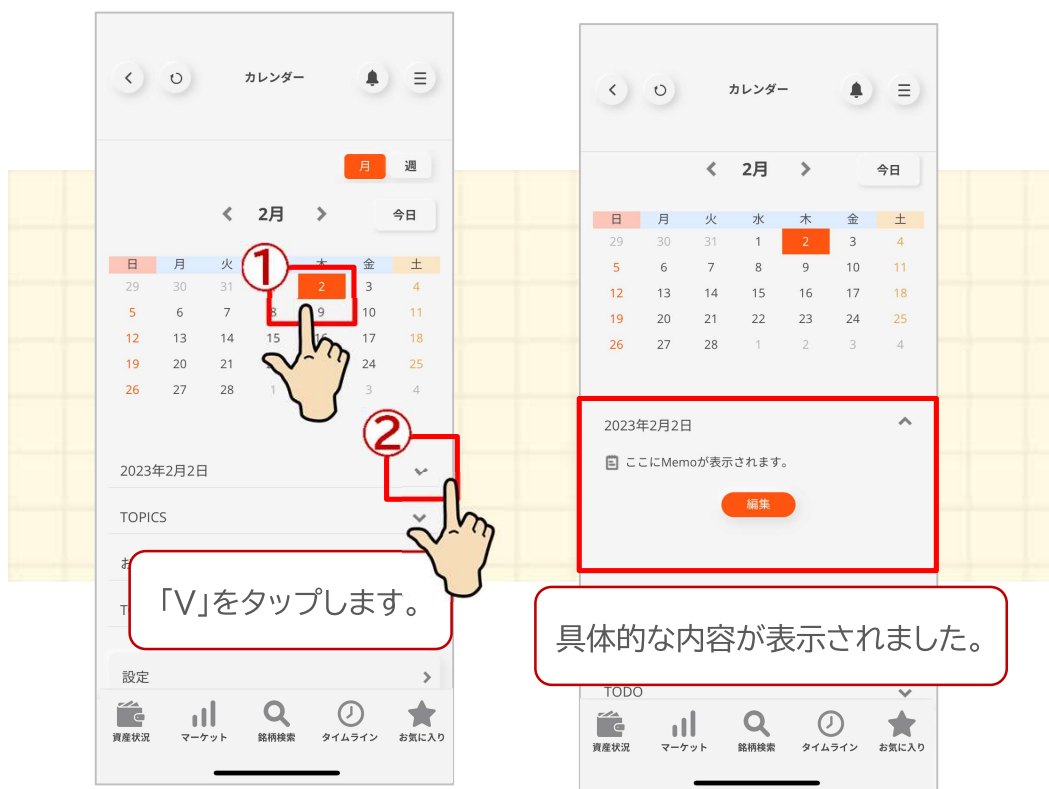 カレンダー
月 週
2月
今日
日 月 火 木 金 土
29 30 31 2 3 4
5 6 7 8 9 10 11
12 13 14 15 16 17 18
19 20 21 24 25
26 27 28 1 3 4
①
②
2023年2月2日
TOPICS
お
T
「V」をタップします。
設定
資産状況 マーケット 銘柄検索 タイムライン お気に入り
カレンダー
2月
今日
日 月 火 水 木 金 土
29 30 31 1 2 3 4
5 6 7 8 9 10 11
12 13 14 15 16 17 18
19 20 21 22 23 24 25
26 27 28 1 2 3 4
2023年2月2日
ここにMemoが表示されます。
編集
具体的な内容が表示されました。
TODO
資産状況 マーケット 銘柄検索 タイムライン お気に入り